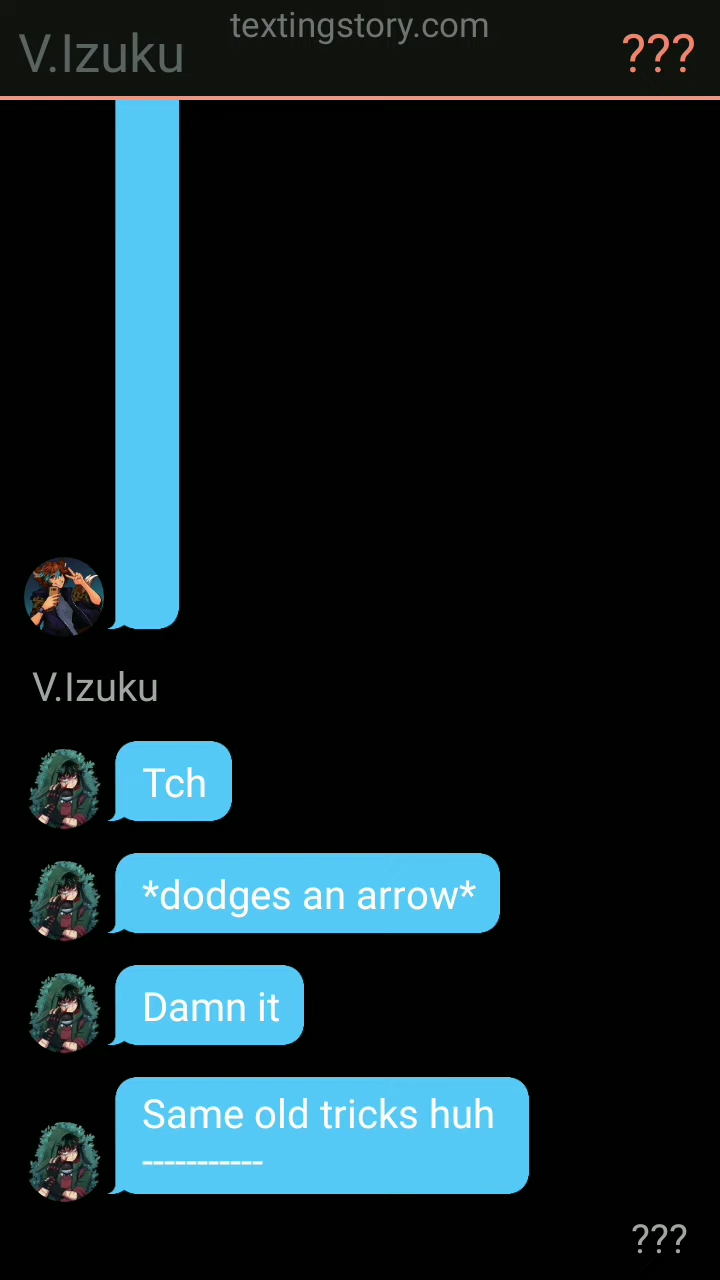 textingstory.com
V.Izuku
???
V.Izuku
Tch
*dodges an arrow*
Damn it
Same old tricks huh
-----------
???